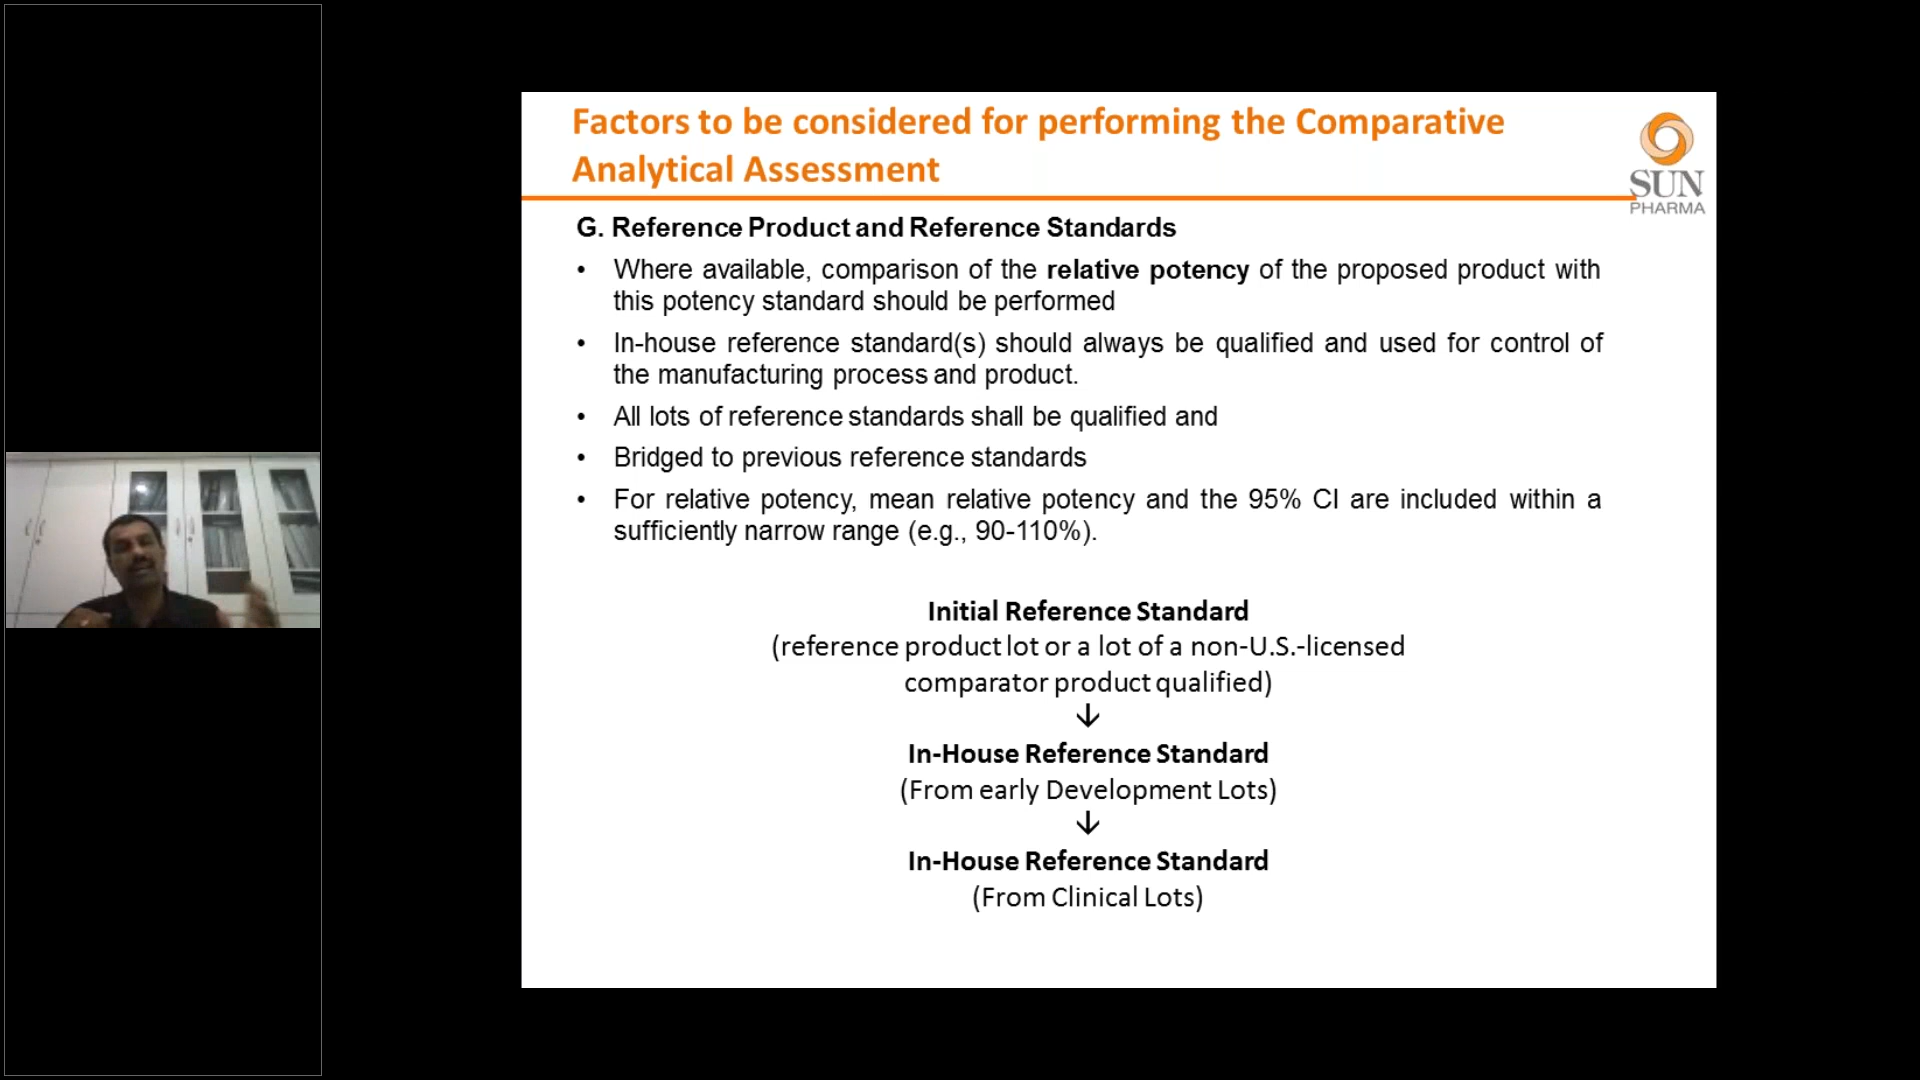 Factors to be considered for performing the Comparative
Analytical Assessment
SUN
PHARMA
G. Reference Product and Reference Standards
• Where available, comparison of the relative potency of the proposed product with
this potency standard should be performed
• In-house reference standard(s) should always be qualified and used for control of
the manufacturing process and product.
• All lots of reference standards shall be qualified and
• Bridged to previous reference standards
• For relative potency, mean relative potency and the 95% CI are included within a
sufficiently narrow range (e.g., 90-110%).
Initial Reference Standard
(reference product lot or a lot of a non-U.S.-licensed
comparator product qualified)
↓
In-House Reference Standard
(From early Development Lots)
↓
In-House Reference Standard
(From Clinical Lots)